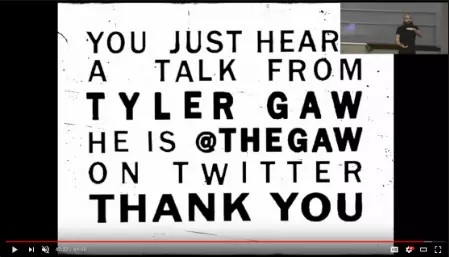 YOU JUST HEAR
A TALK FROM
TYLER GAW
HE IS @THEGAW
ON TWITTER
THANK YOU